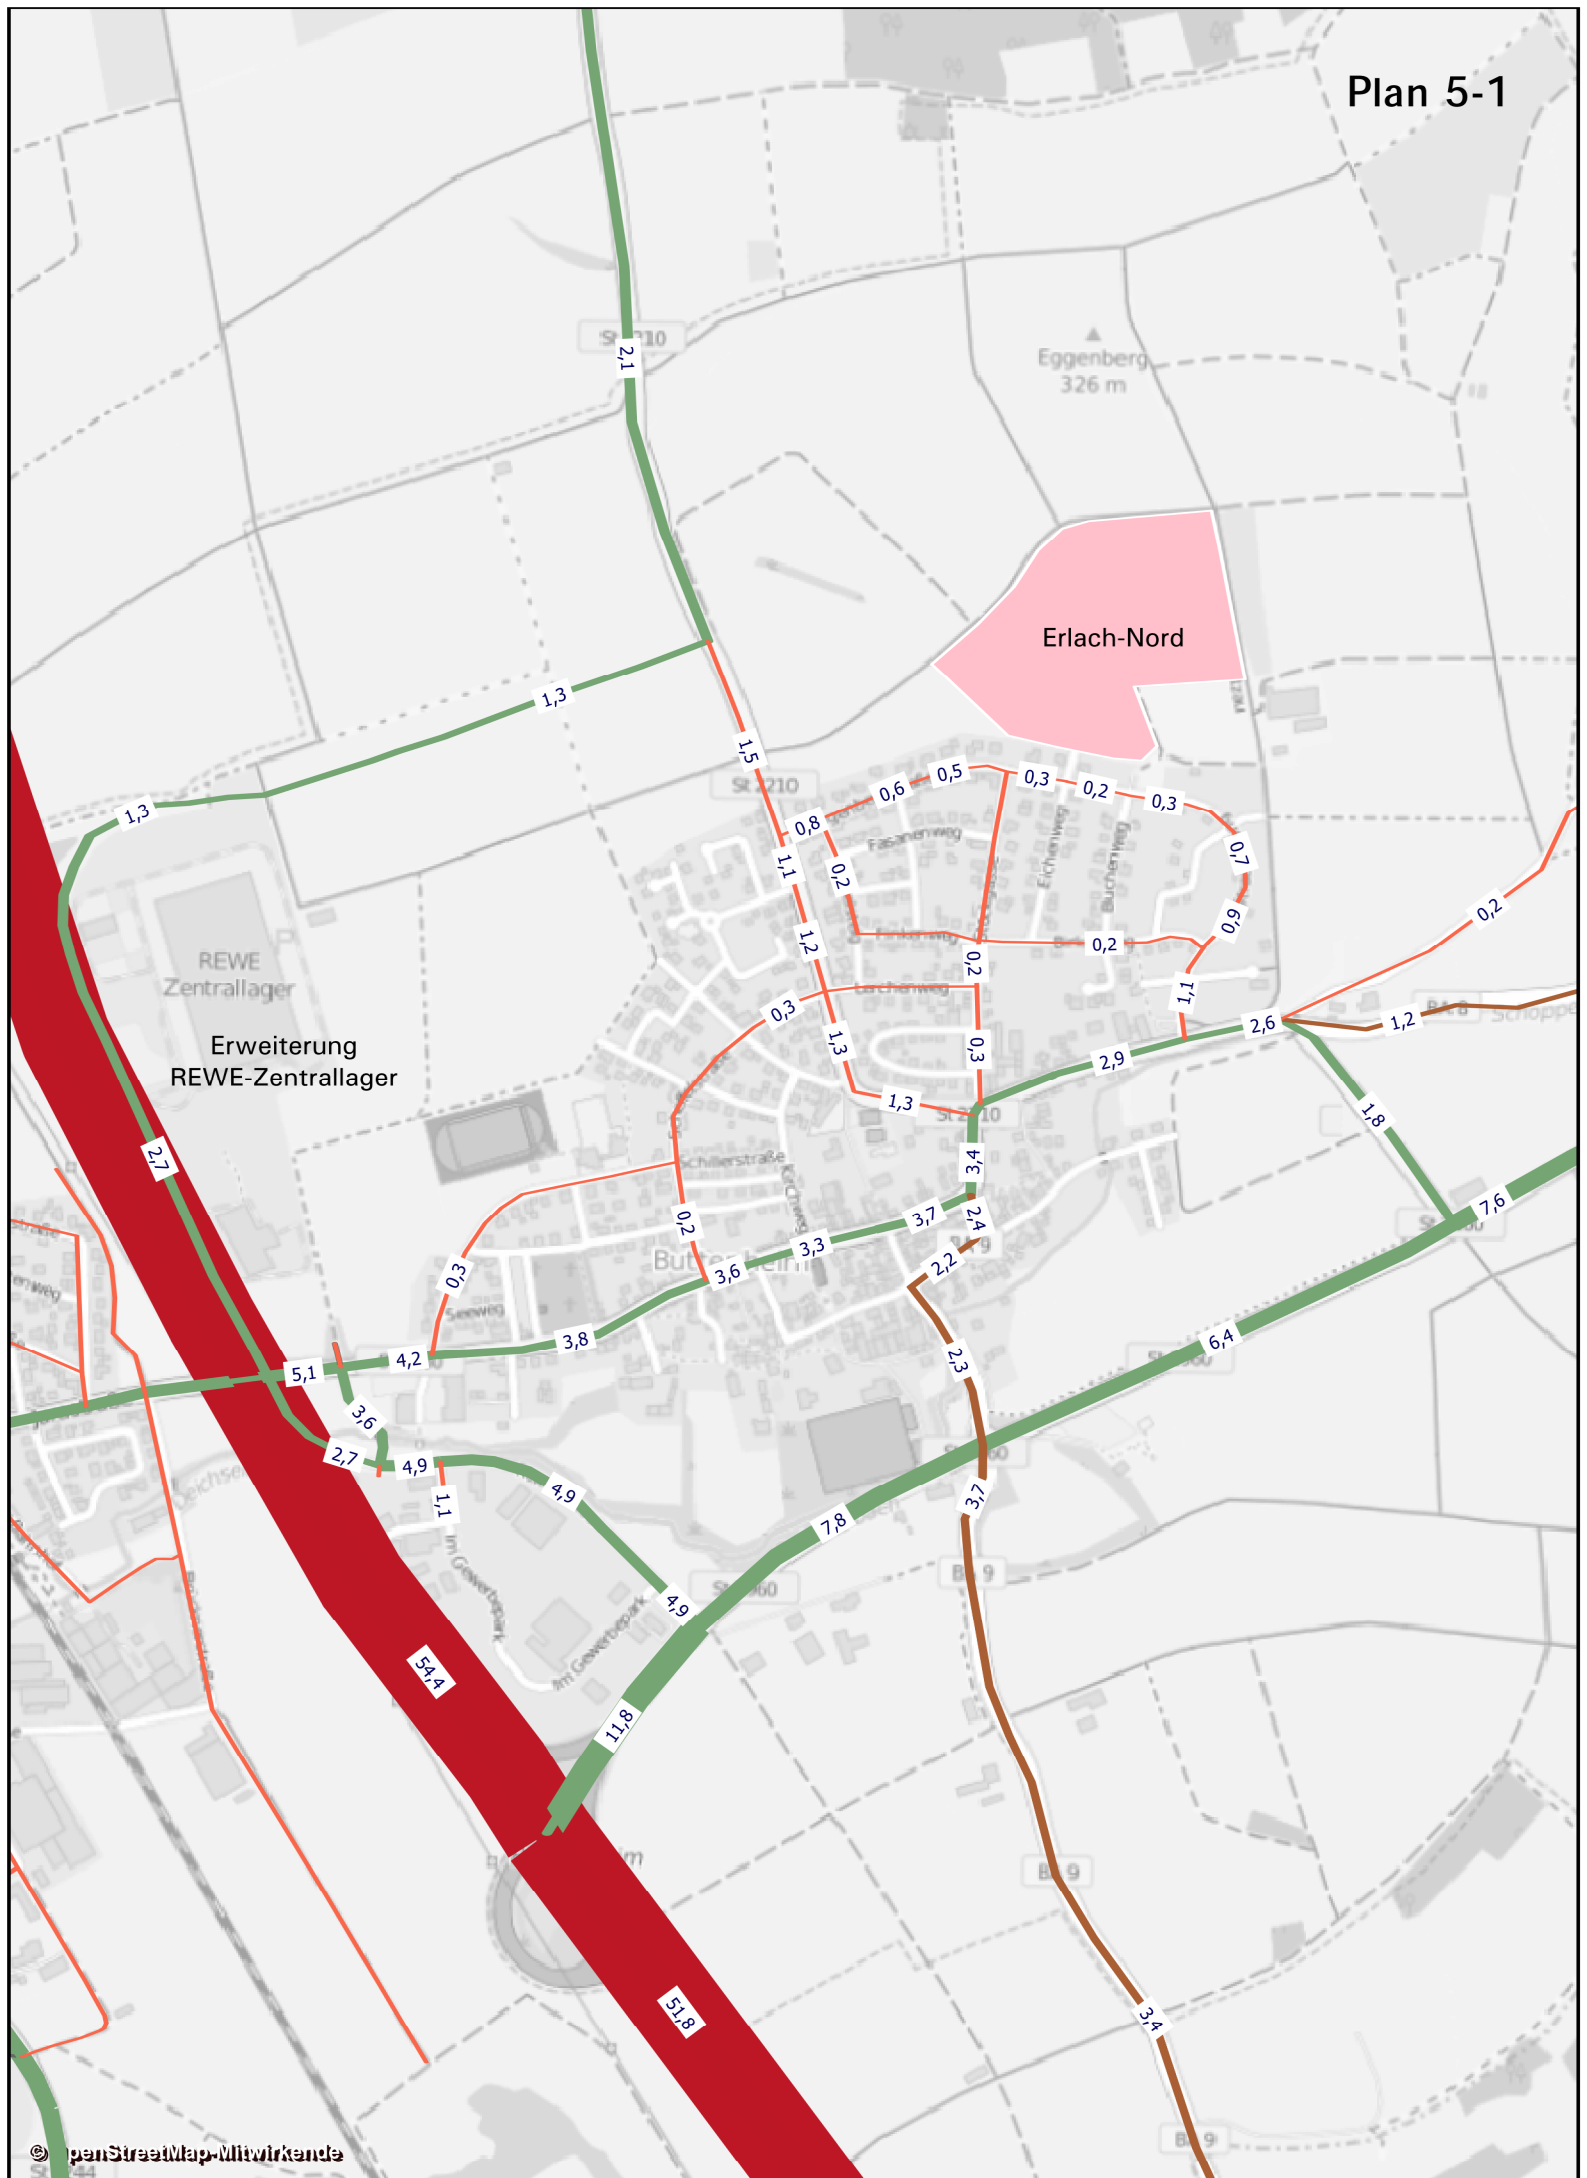 Plan 5-1
2,1
Eggenberg
326 m
Erlach-Nord
1,3
1,5
St 2210
0,5
0,3
0,6
0,2
0,3
1,3
0,8
Fasanenweg
0,7
1,1
0,2
Eichenweg
Buchenweg
0,2
0,9
1,2
0,2
REWE
Zentrallager
0,2
Lerchenweg
1,1
0,3
2,6
1,2
BA 8
1,3
0,3
Erweiterung
REWE-Zentrallager
2,9
1,3
1,8
2,7
Schillerstraße
3,4
Kirchweg
0,2
3,7
2,4
7,6
3,3
3,6
2,2
0,3
Seeweg
3,8
6,4
4,2
5,1
2,3
3,6
2,7
4,9
4,9
1,1
3,7
7,8
Im Gewerbepark
4,9
Im Gewerbepark
54,4
11,8
51,8
3,4
© OpenStreetMap-Mitwirkende